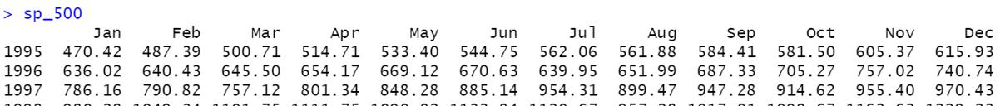 > sp_500
Jan Feb Mar Apr May Jun Jul Aug Sep Oct Nov Dec
1995 470.42 487.39 500.71 514.71 533.40 544.75 562.06 561.88 584.41 581.50 605.37 615.93
1996 636.02 640.43 645.50 654.17 669.12 670.63 639.95 651.99 687.33 705.27 757.02 740.74
1997 786.16 790.82 757.12 801.34 848.28 885.14 954.31 899.47 947.28 914.62 955.40 970.43